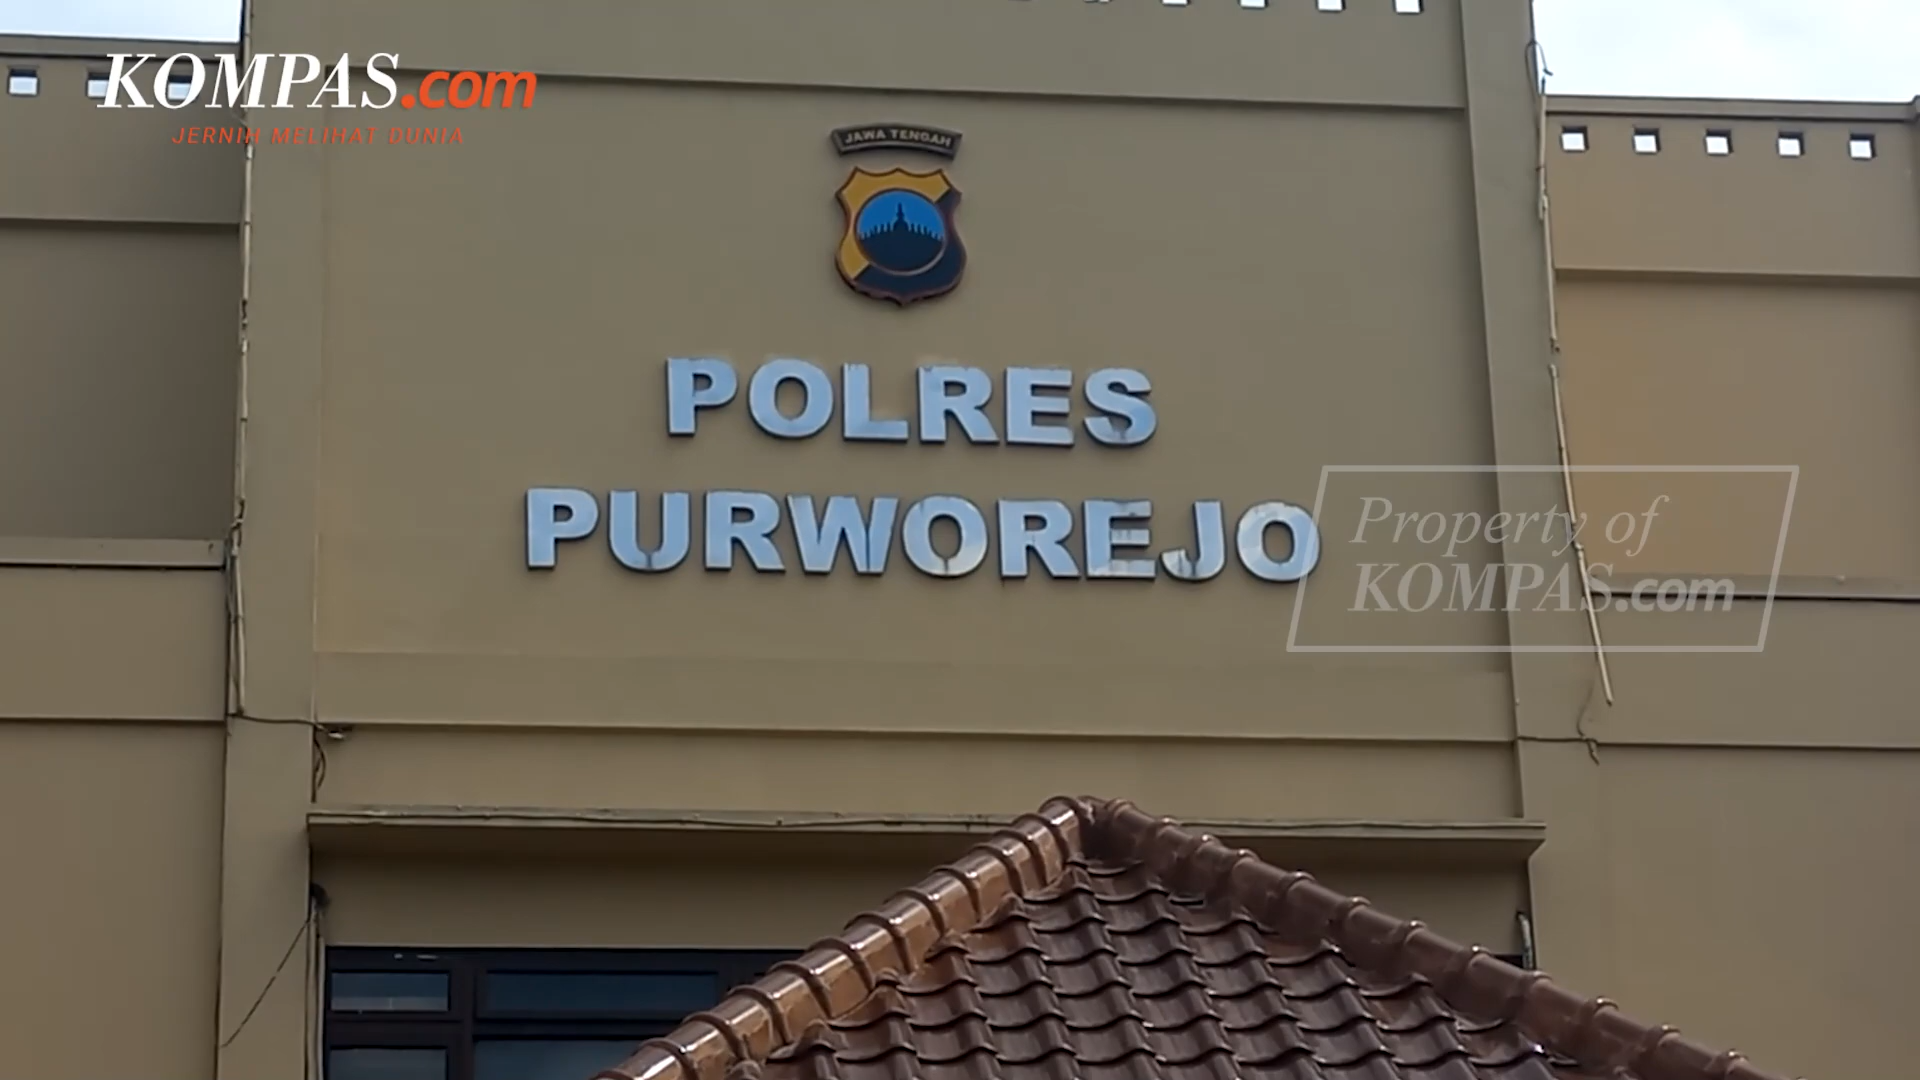 KOMPAS.com
JERNIH MELIHAT DUNIA
JAWA TENGAH
POLRES
PURWOREJO
Property of
KOMPAS.com